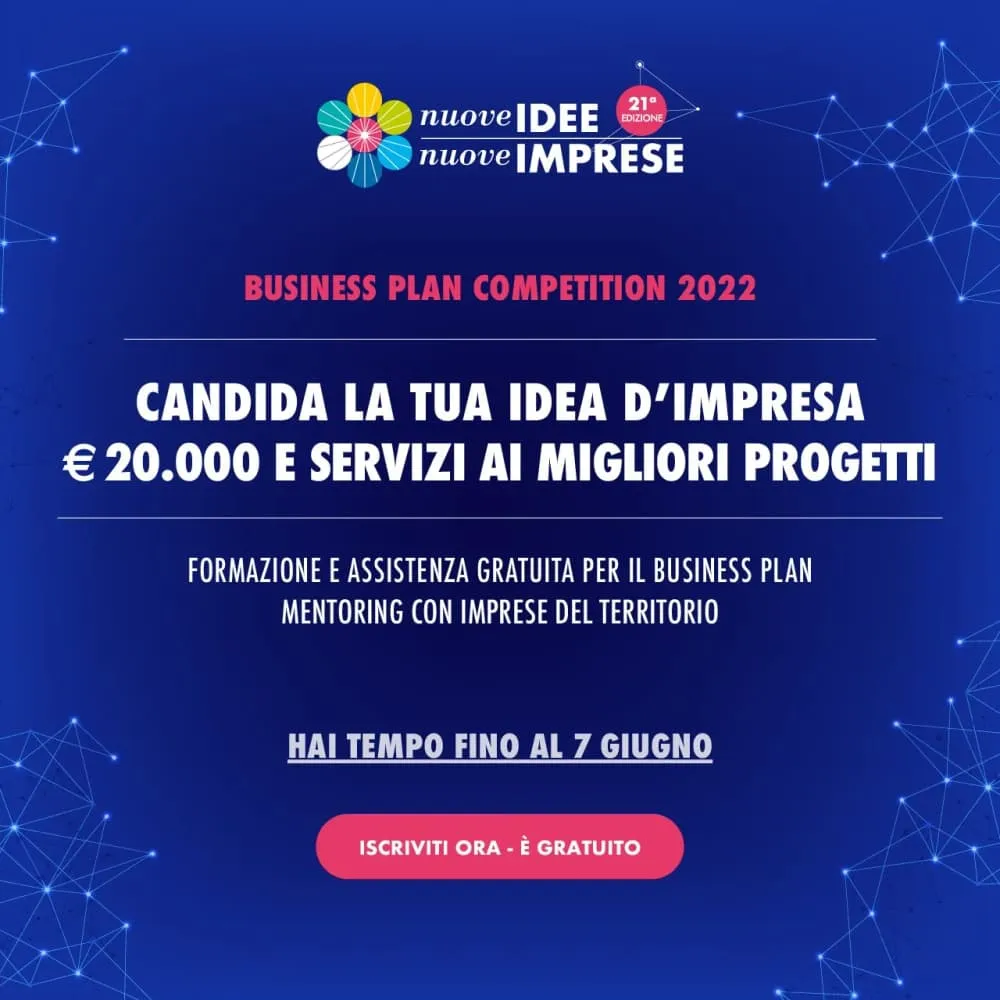 nuove IDEE
21ª
EDIZIONE
nuove IMPRESE
BUSINESS PLAN COMPETITION 2022
CANDIDA LA TUA IDEA D’IMPRESA
€ 20.000 E SERVIZI AI MIGLIORI PROGETTI
FORMAZIONE E ASSISTENZA GRATUITA PER IL BUSINESS PLAN
MENTORING CON IMPRESE DEL TERRITORIO
HAI TEMPO FINO AL 7 GIUGNO
ISCRIVITI ORA - È GRATUITO